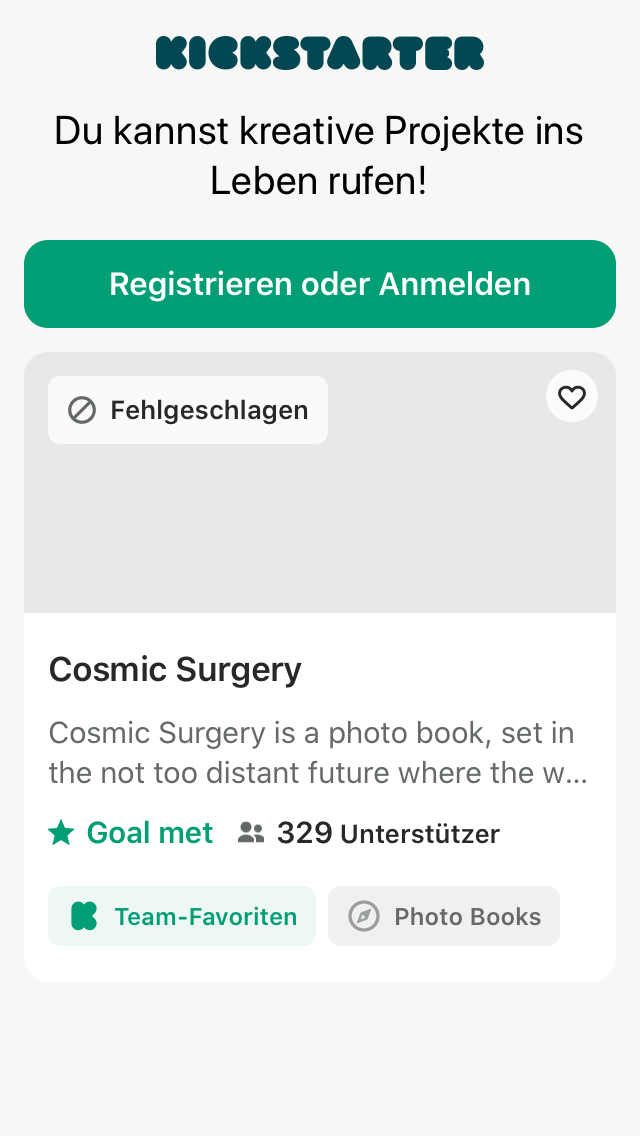 KICKSTARTER
Du kannst kreative Projekte ins
Leben rufen!
Registrieren oder Anmelden
Fehlgeschlagen
Cosmic Surgery
Cosmic Surgery is a photo book, set in
the not too distant future where the w...
Goal met 329 Unterstützer
Team-Favoriten Photo Books